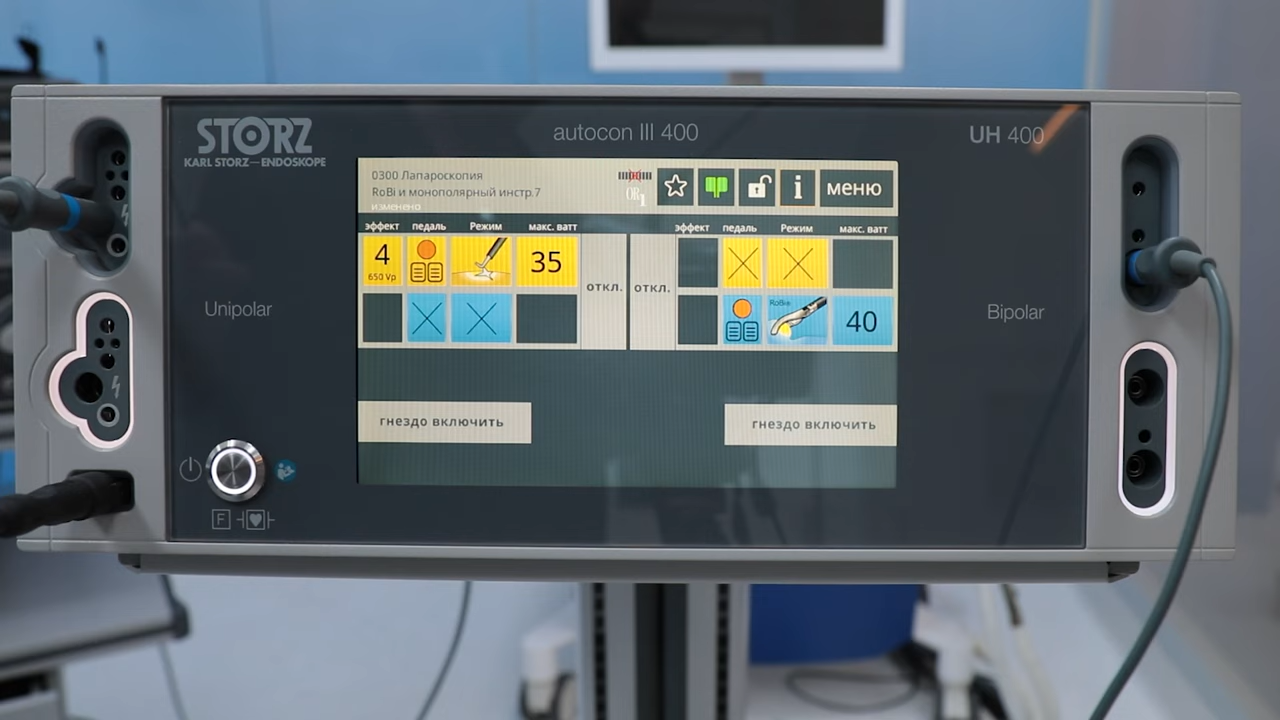 STORZ
KARL STORZ—ENDOSKOPE
autocon III 400
UH 400
0300 Лапароскопия
RoBi и монополярный инстр.7
изменено
OR1
i
меню
эффект педаль Режим макс. ватт
эффект педаль Режим макс. ватт
4
650 Vp
35
откл.
откл.
RoBi®
40
Unipolar
Bipolar
гнездо включить
гнездо включить
F